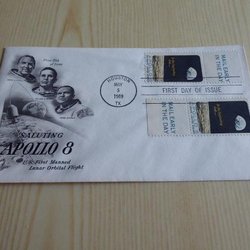 HOUSTON
MAY
5
1969
TX
FIRST DAY OF ISSUE
MAIL EARLY
IN THE DAY
MAIL EARLY
IN THE DAY
SALUTING
APOLLO 8
U.S. First Manned
Lunar Orbital Flight